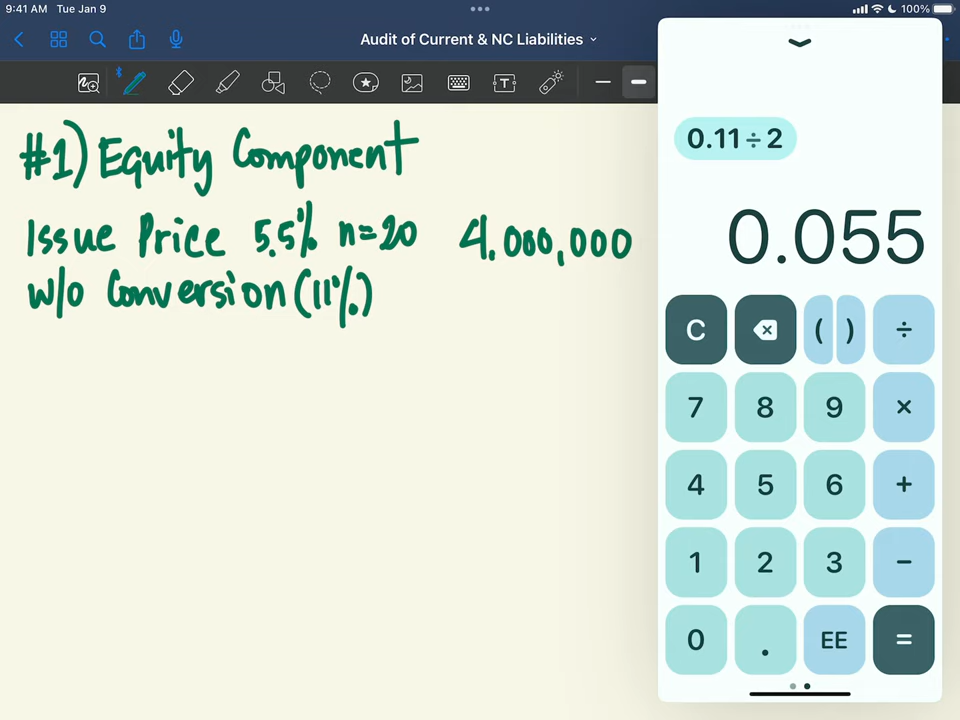 9:41 AM Tue Jan 9
100%
Audit of Current & NC Liabilities
#1) Equity Component
Issue Price 5.5% n=20 4,000,000
w/o Conversion (11%)
0.11÷2
0.055
C ( ) ÷
7 8 9 ×
4 5 6 +
1 2 3 −
0 . EE =